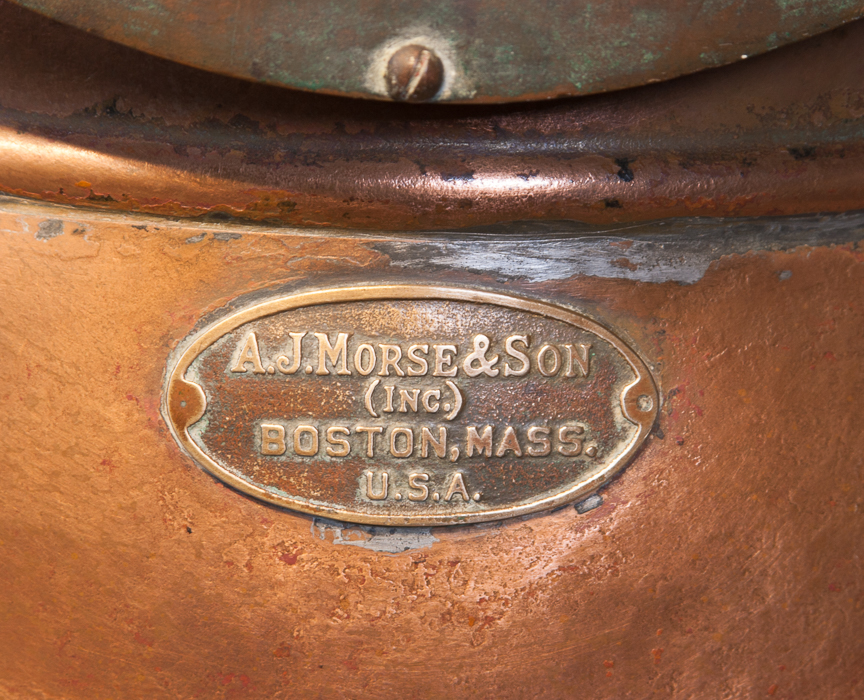 A.J.MORSE&SON
(INC.)
BOSTON,MASS.
U.S.A.